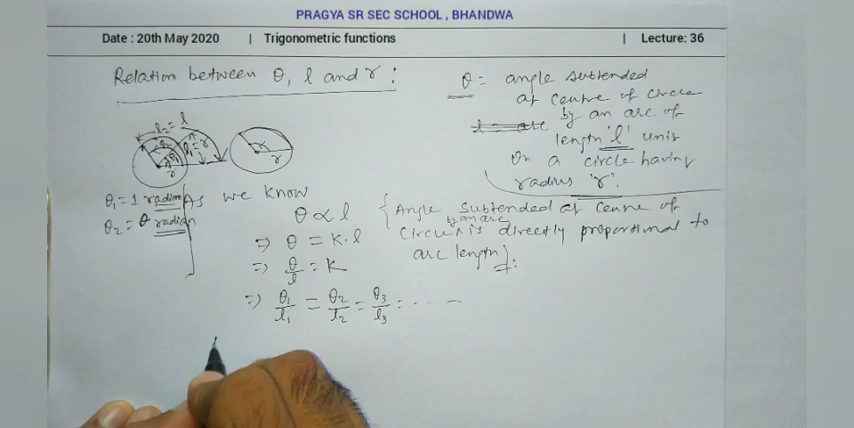 PRAGYA SR SEC SCHOOL, BHANDWA
Date : 20th May 2020 | Trigonometric functions | Lecture: 36
Relation between θ, l and r :
θ = angle subtended
at centre of circle
by an arc of
length 'l' unit
on a circle having
radius 'r'.
l2 = l
l1 = r
r
r
r
θ1 = 1 radian
θ2 = θ radian
As we know
θ ∝ l { Angle subtended at centre of
circle by an arc is directly proportional to
arc length }
⇒ θ = K.l
⇒ θ/l = K
⇒ θ1/l1 = θ2/l2 = θ3/l3 = . . . .